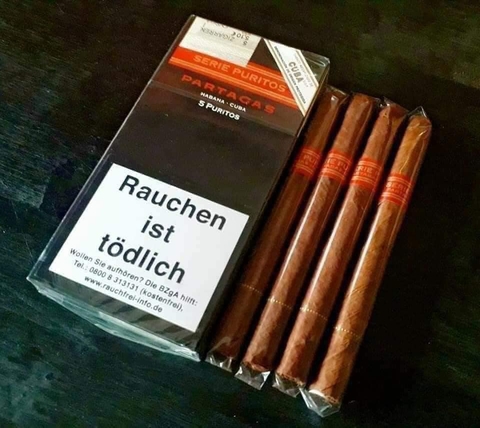 CUBA
SERIE PURITOS
PARTAGAS
HABANA - CUBA
5 PURITOS
Rauchen
ist
tödlich
Wollen Sie aufhören? Die BZgA hilft:
Tel.: 0800 8 313131 (kostenfrei),
www.rauchfrei-info.de